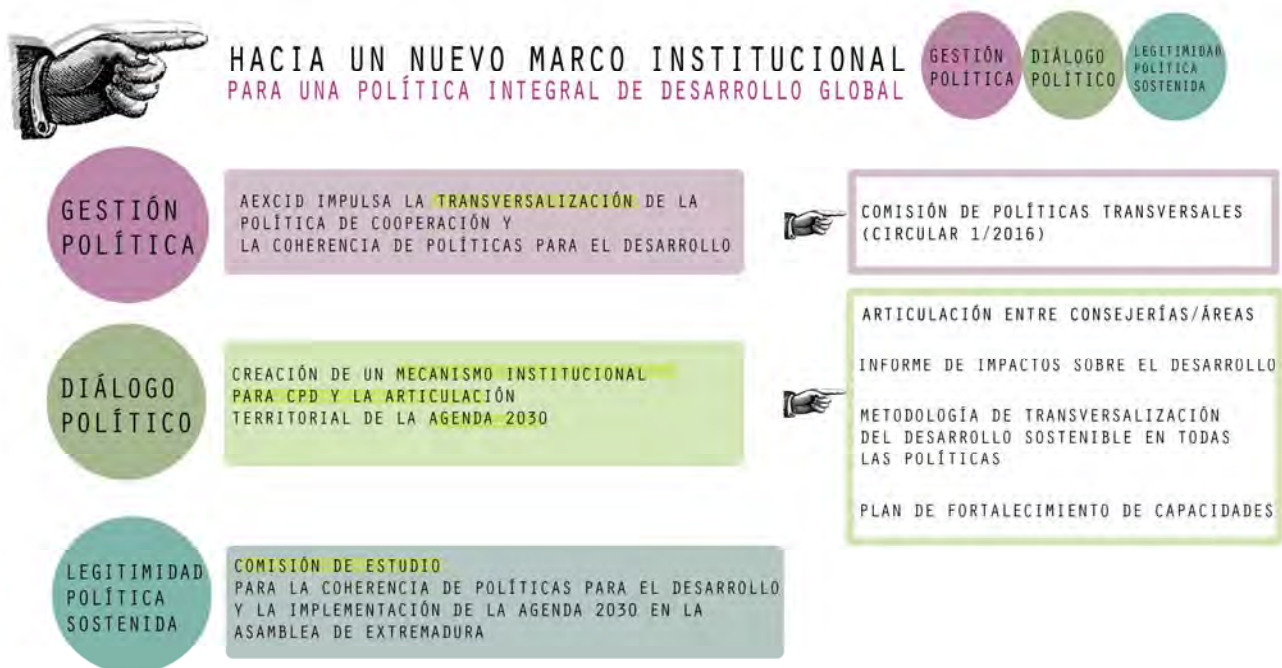 HACIA UN NUEVO MARCO INSTITUCIONAL
PARA UNA POLÍTICA INTEGRAL DE DESARROLLO GLOBAL
GESTIÓN
POLÍTICA
DIÁLOGO
POLÍTICO
LEGITIMIDAD
POLÍTICA
SOSTENIDA
GESTIÓN
POLÍTICA
AEXCID IMPULSA LA TRANSVERSALIZACIÓN DE LA
POLÍTICA DE COOPERACIÓN Y
LA COHERENCIA DE POLÍTICAS PARA EL DESARROLLO
COMISIÓN DE POLÍTICAS TRANSVERSALES
(CIRCULAR 1/2016)
DIÁLOGO
POLÍTICO
CREACIÓN DE UN MECANISMO INSTITUCIONAL
PARA CPD Y LA ARTICULACIÓN
TERRITORIAL DE LA AGENDA 2030
ARTICULACIÓN ENTRE CONSEJERÍAS/ÁREAS
INFORME DE IMPACTOS SOBRE EL DESARROLLO
METODOLOGÍA DE TRANSVERSALIZACIÓN
DEL DESARROLLO SOSTENIBLE EN TODAS
LAS POLÍTICAS
PLAN DE FORTALECIMIENTO DE CAPACIDADES
LEGITIMIDAD
POLÍTICA
SOSTENIDA
COMISIÓN DE ESTUDIO
PARA LA COHERENCIA DE POLÍTICAS PARA EL DESARROLLO
Y LA IMPLEMENTACIÓN DE LA AGENDA 2030 EN LA
ASAMBLEA DE EXTREMADURA